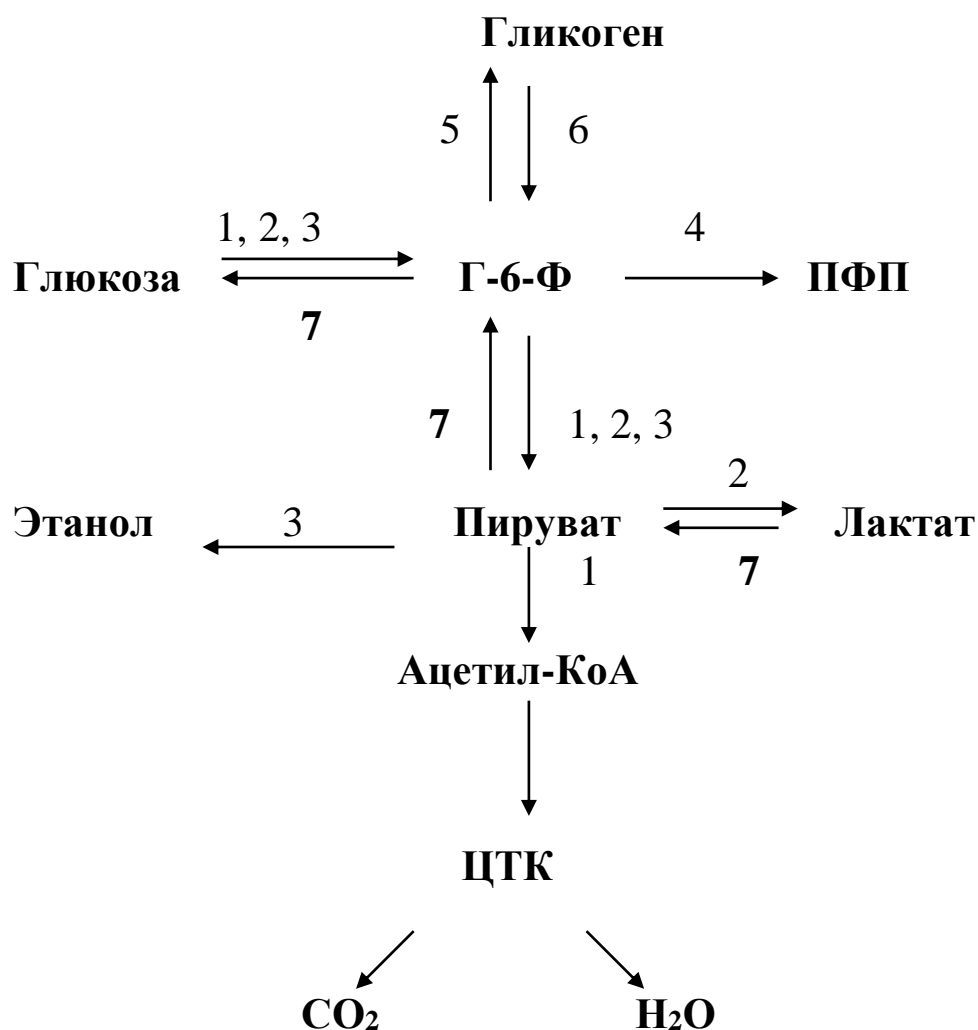 Гликоген
5 6
1, 2, 3 4
Глюкоза Г-6-Ф ПФП
7
7 1, 2, 3
2
Этанол 3 Пируват Лактат
1 7
Ацетил-КоА
ЦТК
CO₂ H₂O